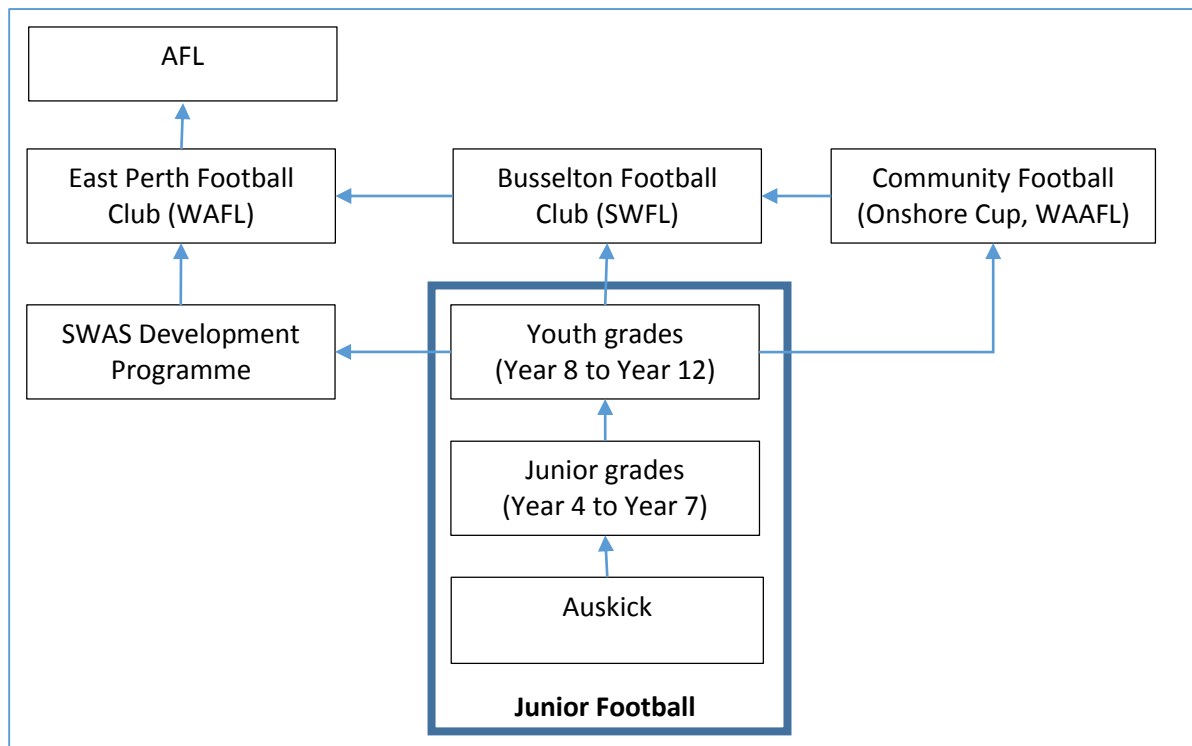 AFL
East Perth Football
Club (WAFL)
Busselton Football
Club (SWFL)
Community Football
(Onshore Cup, WAAFL)
SWAS Development
Programme
Youth grades
(Year 8 to Year 12)
Junior grades
(Year 4 to Year 7)
Auskick
Junior Football